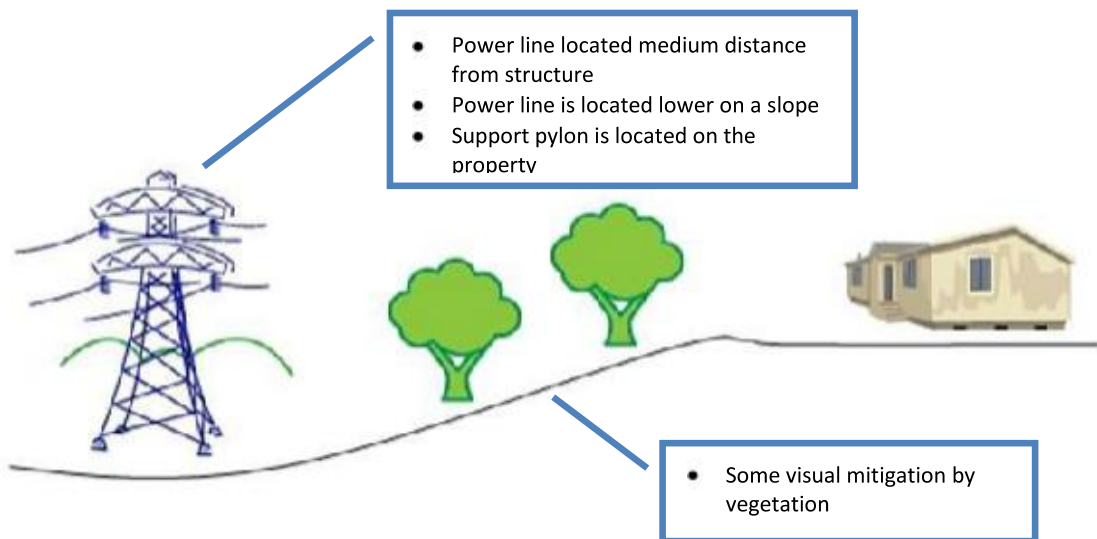 ● Power line located medium distance
from structure
● Power line is located lower on a slope
● Support pylon is located on the
property
● Some visual mitigation by
vegetation